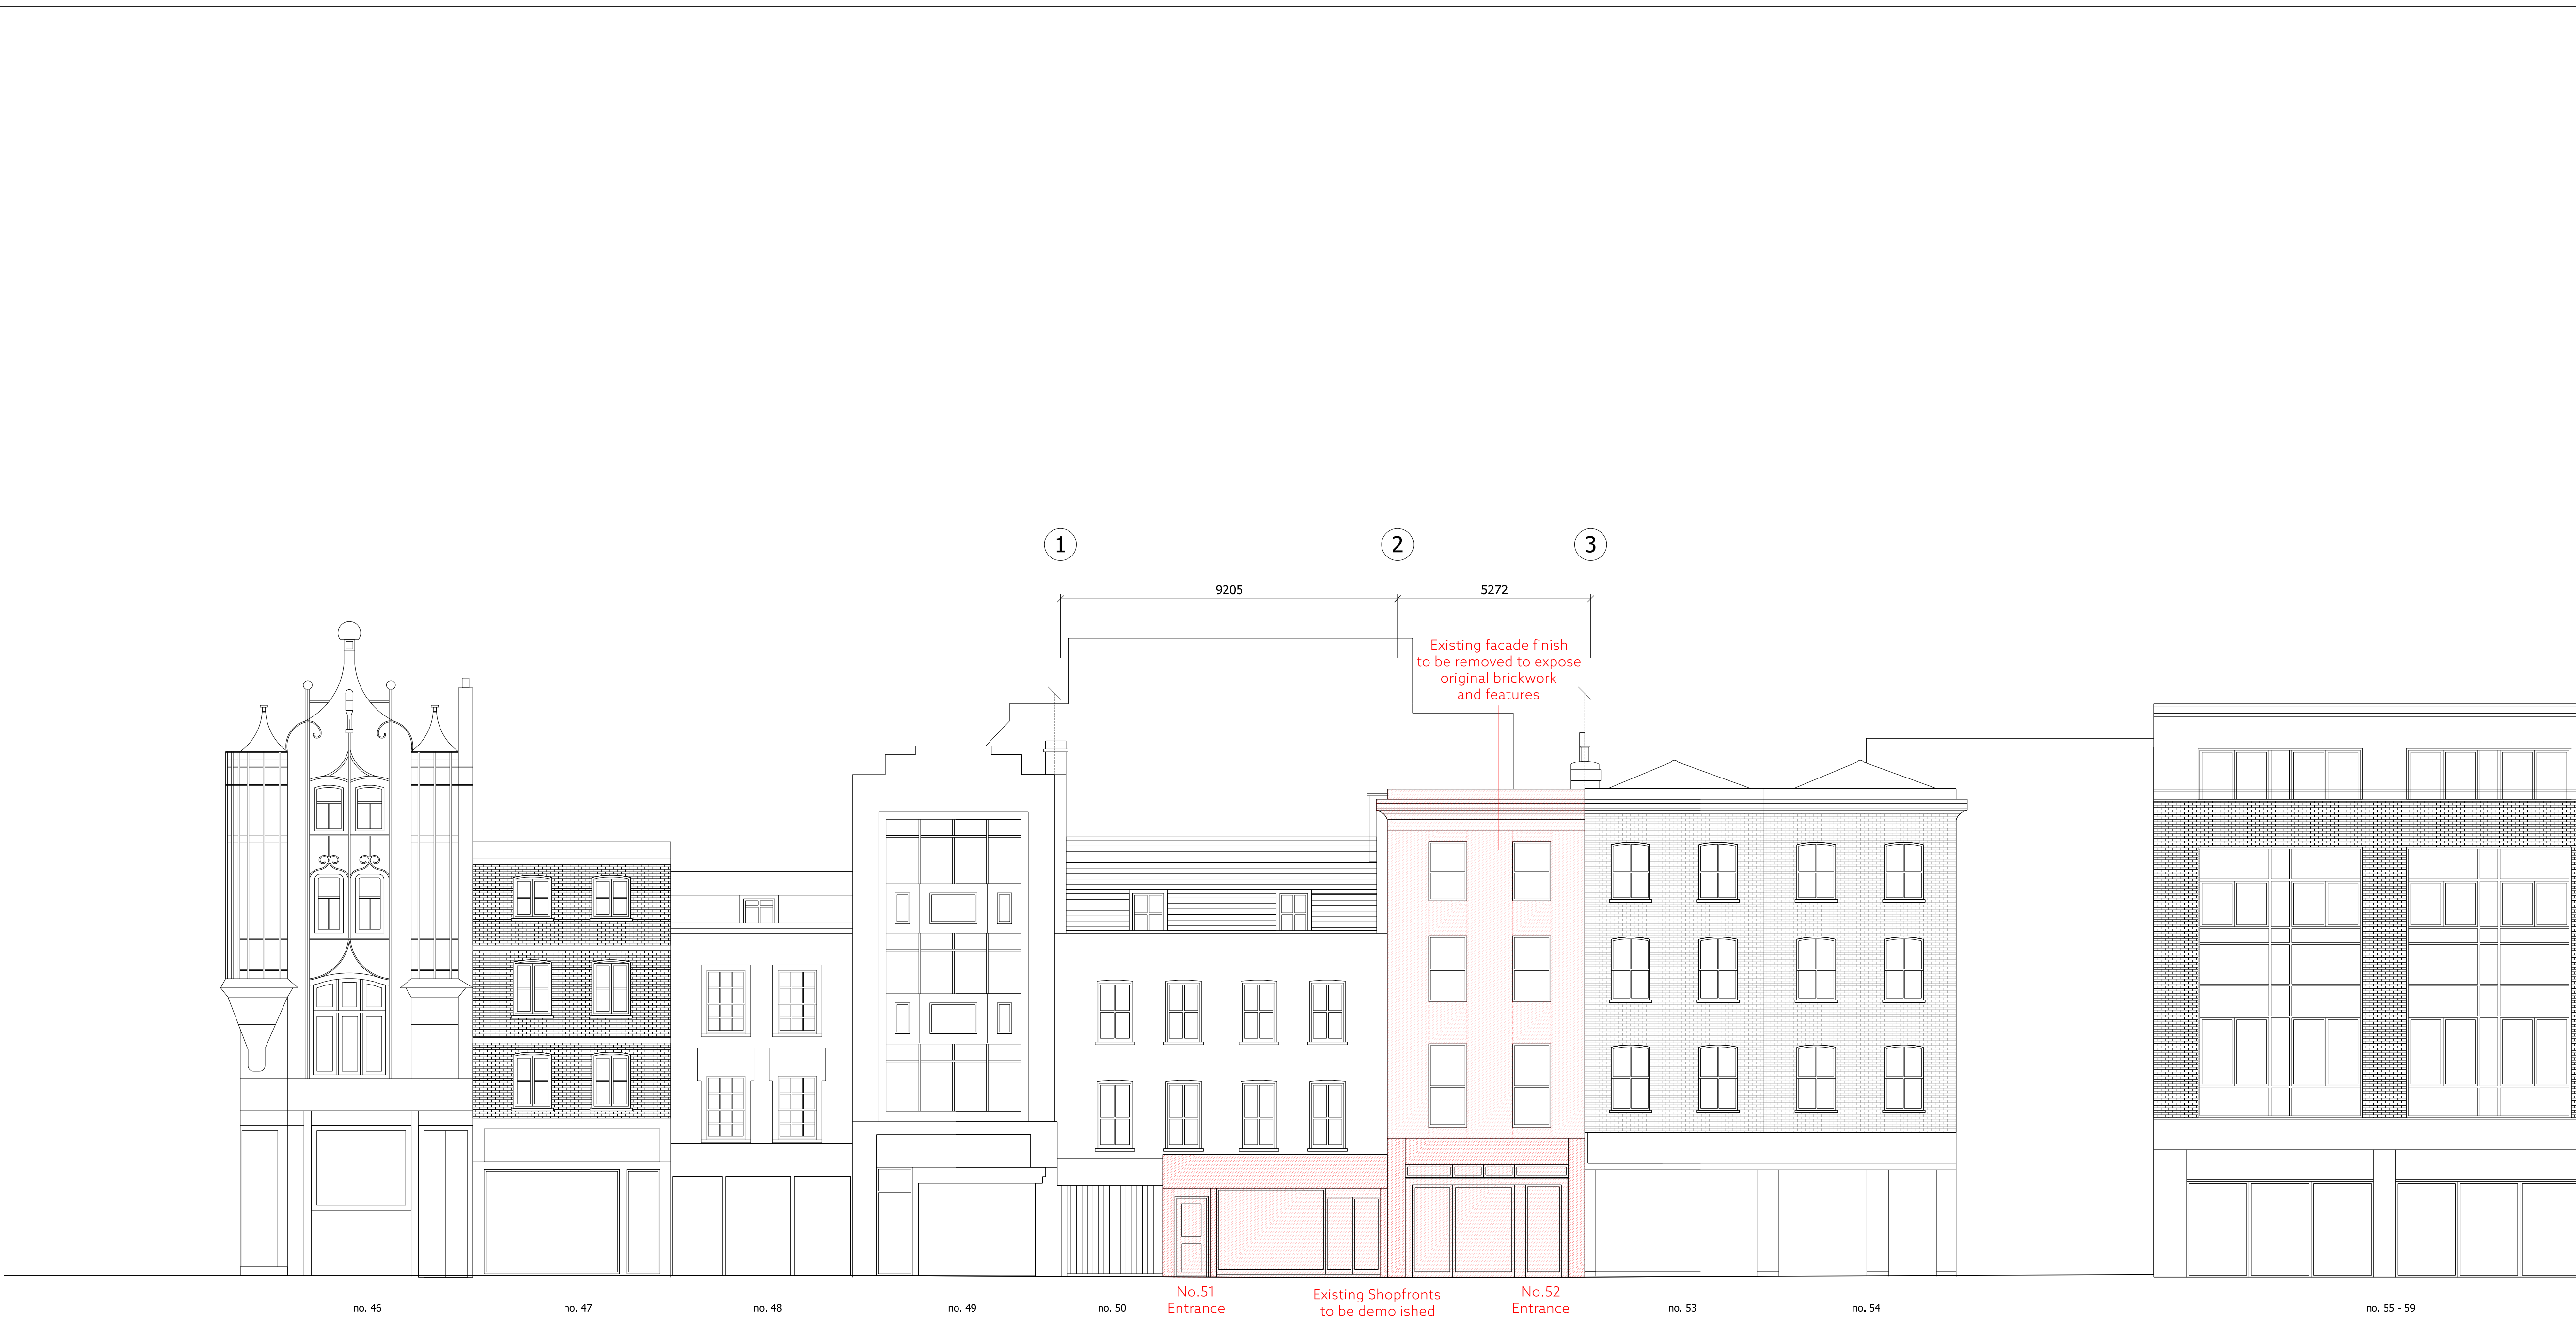 1
2
3
9205
5272
Existing facade finish
to be removed to expose
original brickwork
and features
No.51
Entrance
Existing Shopfronts
to be demolished
No.52
Entrance
no. 46
no. 47
no. 48
no. 49
no. 50
no. 53
no. 54
no. 55 - 59